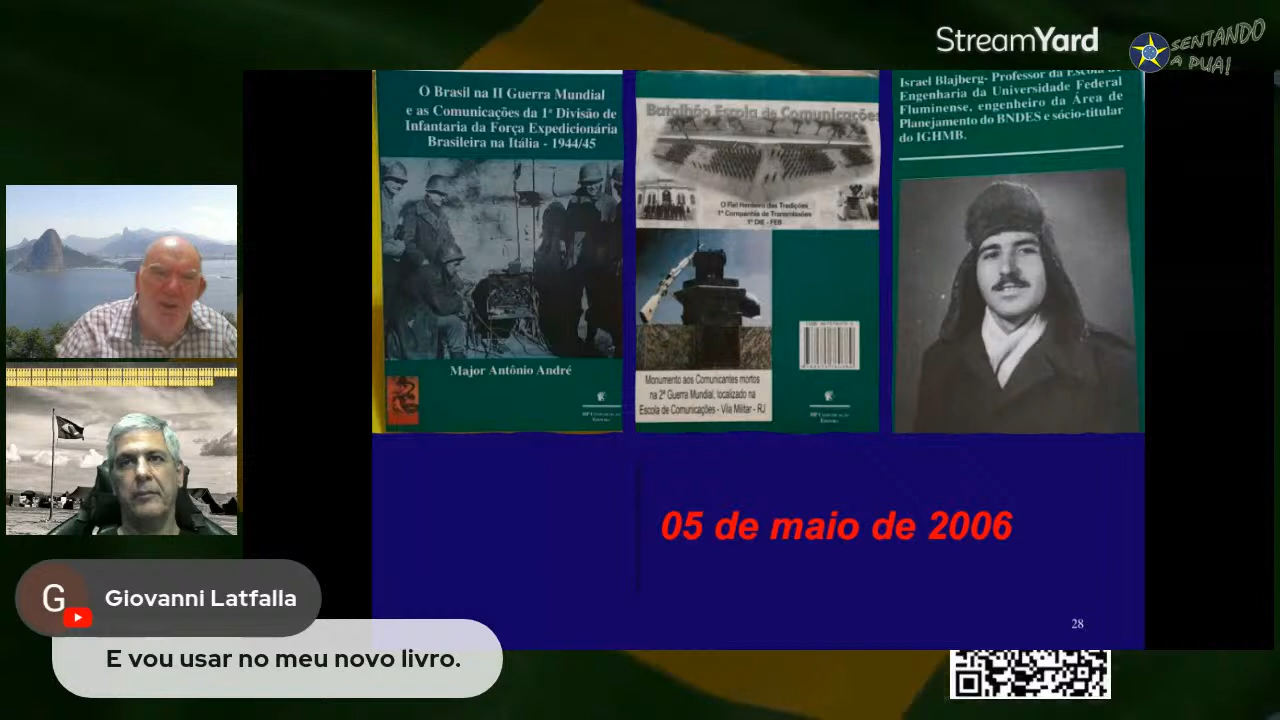 StreamYard
SENTANDO
A PUA!
O Brasil na II Guerra Mundial
e as Comunicações da 1ª Divisão de
Infantaria da Força Expedicionária
Brasileira na Itália - 1944/45
Major Antônio André
Batalhão Escola de Comunicações
O Fiel Herdeiro das Tradições
1ª Companhia de Transmissões
1ª DIE - FEB
Monumento aos Comunicantes mortos
na 2ª Guerra Mundial, localizado na
Escola de Comunicações - Vila Militar - RJ
Israel Blajberg- Professor da Escola de
Engenharia da Universidade Federal
Fluminense, engenheiro da Área de
Planejamento do BNDES e sócio-titular
do IGHMB.
05 de maio de 2006
28
G
Giovanni Latfalla
E vou usar no meu novo livro.